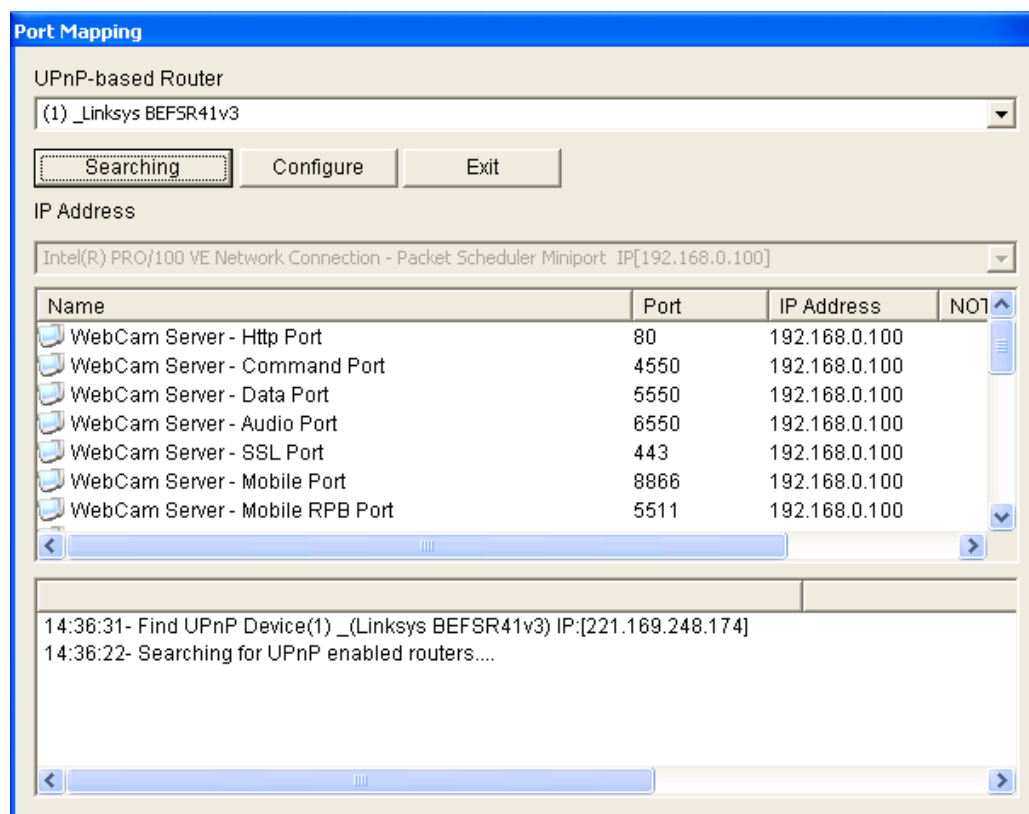 Port Mapping
UPnP-based Router
(1) _Linksys BEFSR41v3
Searching Configure Exit
IP Address
Intel(R) PRO/100 VE Network Connection - Packet Scheduler Miniport IP[192.168.0.100]
Name Port IP Address
WebCam Server - Http Port 80 192.168.0.100
WebCam Server - Command Port 4550 192.168.0.100
WebCam Server - Data Port 5550 192.168.0.100
WebCam Server - Audio Port 6550 192.168.0.100
WebCam Server - SSL Port 443 192.168.0.100
WebCam Server - Mobile Port 8866 192.168.0.100
WebCam Server - Mobile RPB Port 5511 192.168.0.100
14:36:31- Find UPnP Device(1) _(Linksys BEFSR41v3) IP:[221.169.248.174]
14:36:22- Searching for UPnP enabled routers....